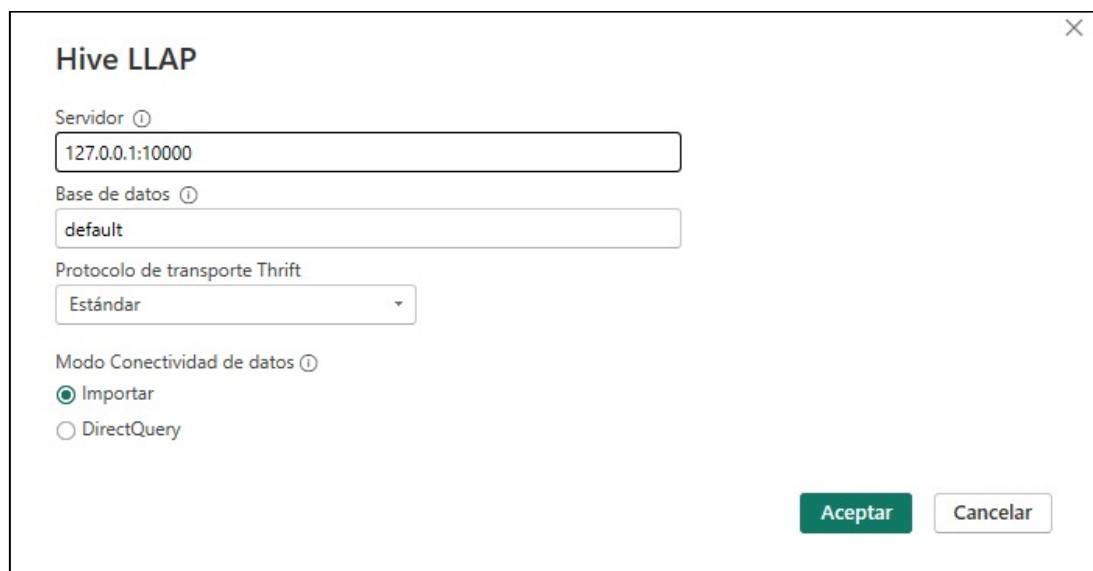 Hive LLAP
Servidor
127.0.0.1:10000
Base de datos
default
Protocolo de transporte Thrift
Estándar
Modo Conectividad de datos
Importar
DirectQuery
Aceptar Cancelar